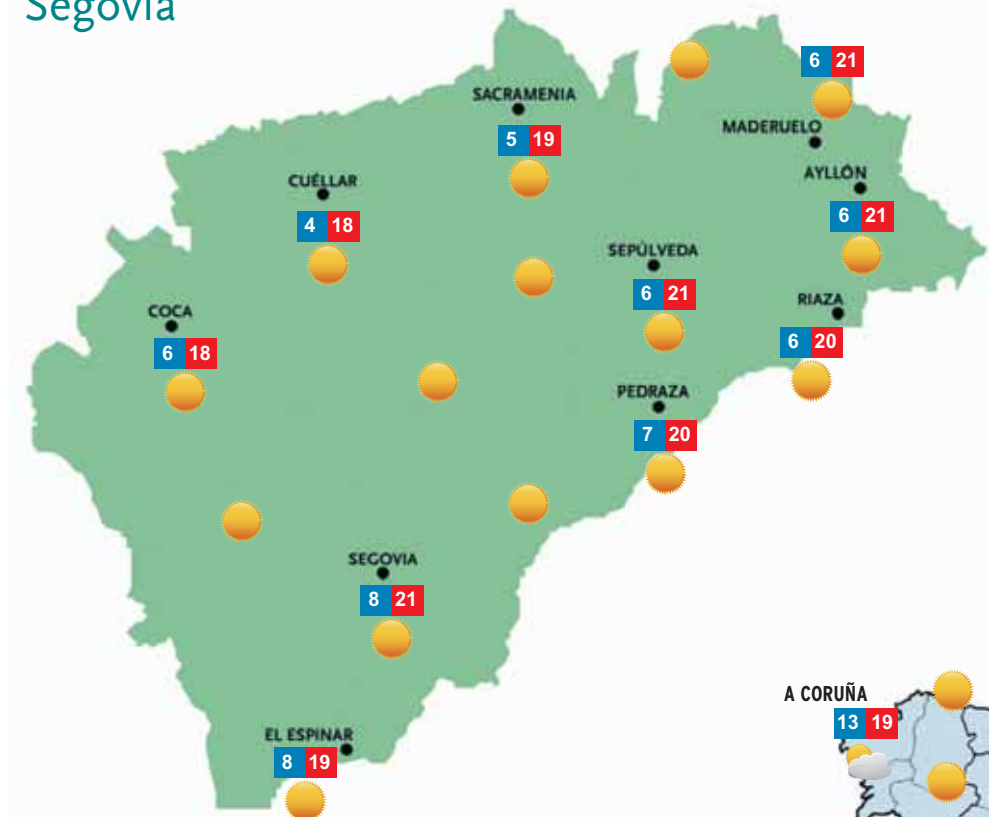 Segovia
6 21
SACRAMENIA
5 19
MADERUELO
AYLLÓN
6 21
CUÉLLAR
4 18
SEPÚLVEDA
6 21
RIAZA
6 20
COCA
6 18
PEDRAZA
7 20
SEGOVIA
8 21
A CORUÑA
13 19
EL ESPINAR
8 19